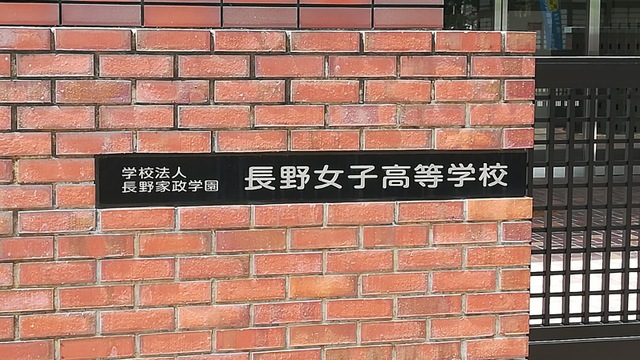 学校法人
長野家政学園
長野女子高等学校